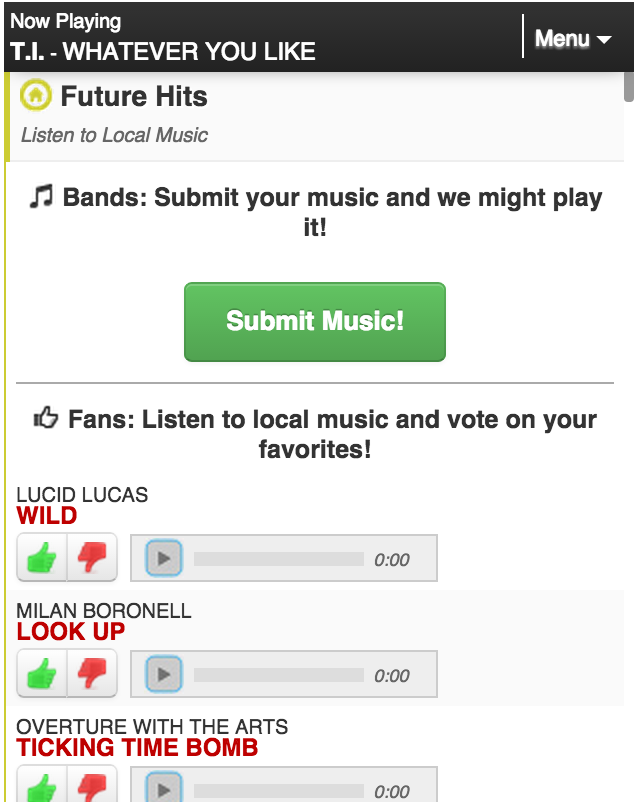 Now Playing
T.I. - WHATEVER YOU LIKE
Menu
Future Hits
Listen to Local Music
Bands: Submit your music and we might play
it!
Submit Music!
Fans: Listen to local music and vote on your
favorites!
LUCID LUCAS
WILD
0:00
MILAN BORONELL
LOOK UP
0:00
OVERTURE WITH THE ARTS
TICKING TIME BOMB
0:00